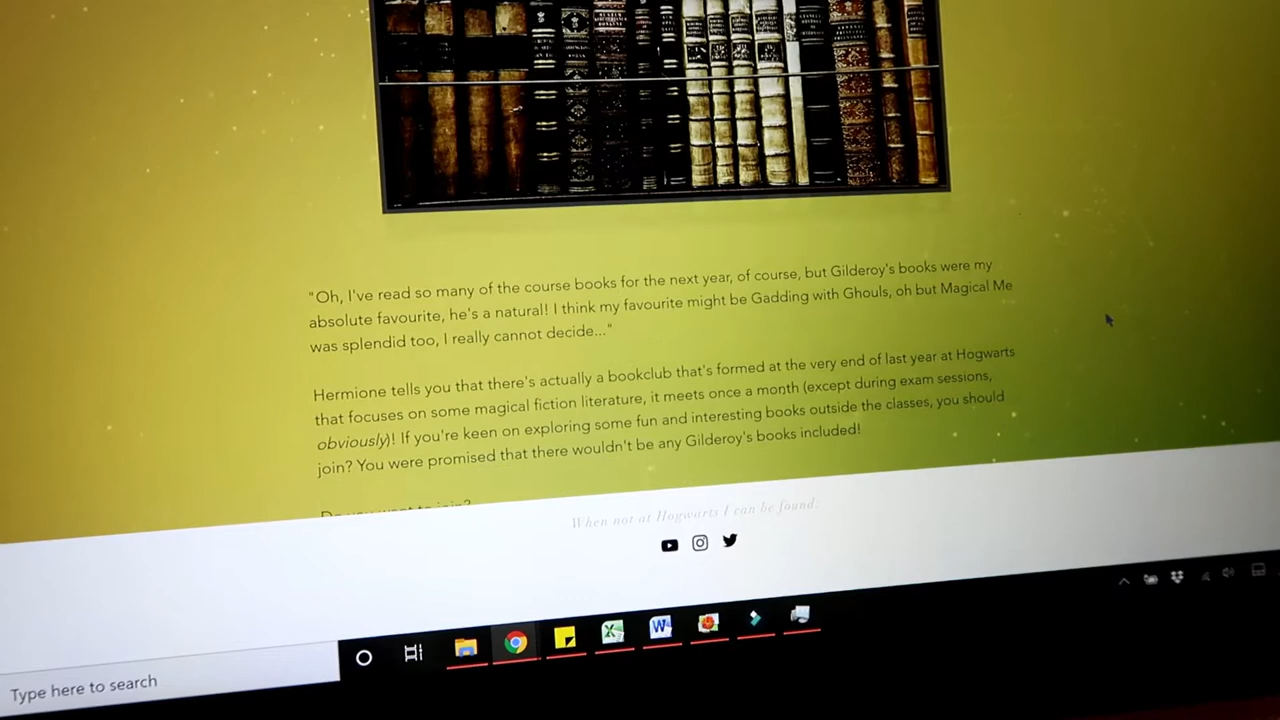 "Oh, I've read so many of the course books for the next year, of course, but Gilderoy's books were my
absolute favourite, he's a natural! I think my favourite might be Gadding with Ghouls, oh but Magical Me
was splendid too, I really cannot decide..."
Hermione tells you that there's actually a bookclub that's formed at the very end of last year at Hogwarts
that focuses on some magical fiction literature, it meets once a month (except during exam sessions,
obviously)! If you're keen on exploring some fun and interesting books outside the classes, you should
join? You were promised that there wouldn't be any Gilderoy's books included!
Do you want to join?
When not at Hogwarts I can be found.
Type here to search